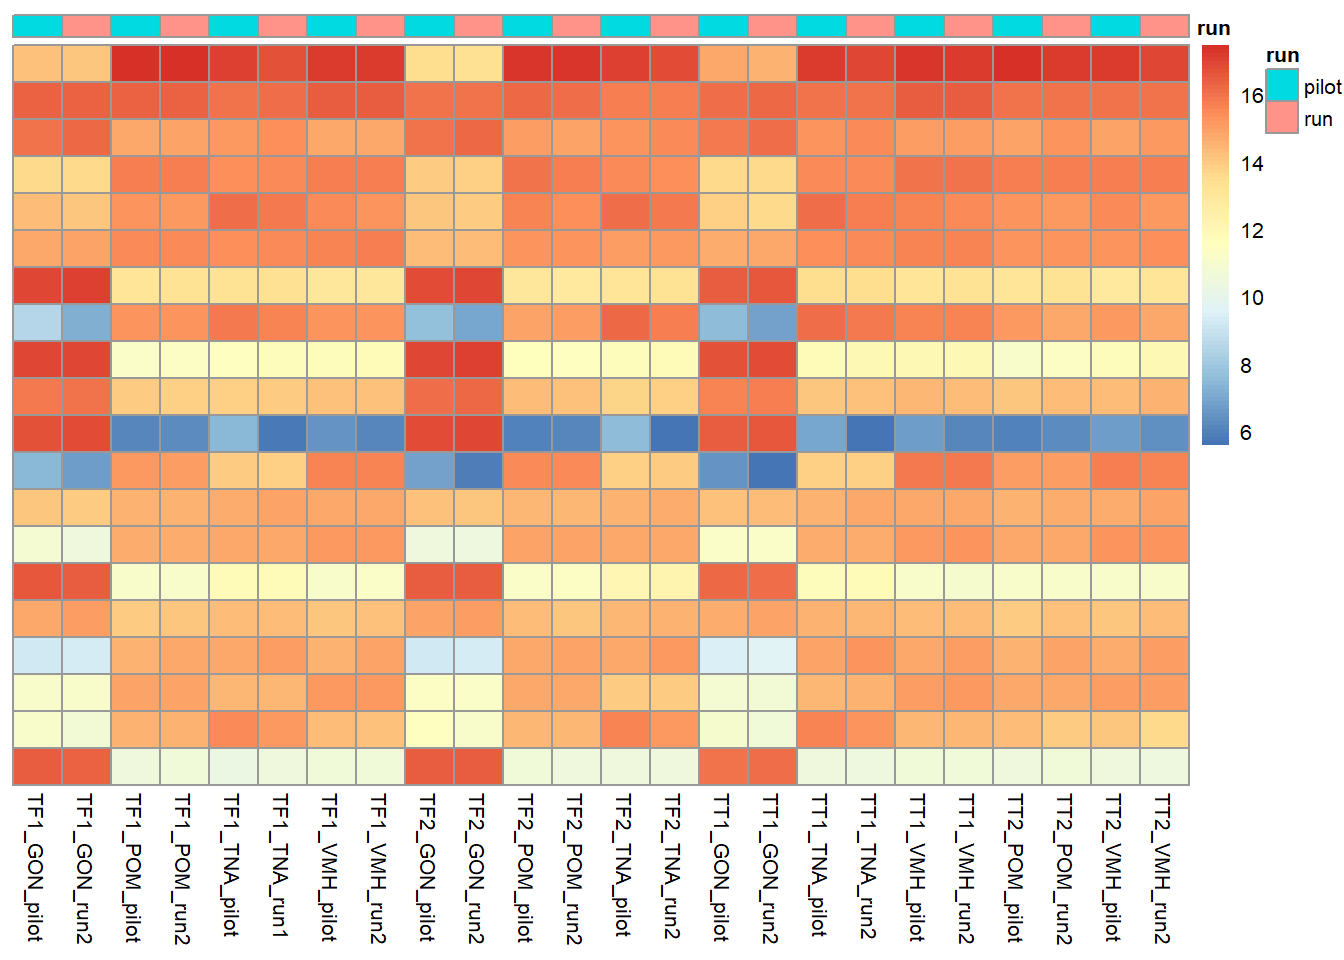 run
run
pilot
run
16
14
12
10
8
6
TF1_GON_pilot
TF1_GON_run2
TF1_POM_pilot
TF1_POM_run2
TF1_TNA_pilot
TF1_TNA_run1
TF1_VMH_pilot
TF1_VMH_run2
TF2_GON_pilot
TF2_GON_run2
TF2_POM_pilot
TF2_POM_run2
TF2_TNA_pilot
TF2_TNA_run2
TT1_GON_pilot
TT1_GON_run2
TT1_TNA_pilot
TT1_TNA_run2
TT1_VMH_pilot
TT1_VMH_run2
TT2_POM_pilot
TT2_POM_run2
TT2_VMH_pilot
TT2_VMH_run2